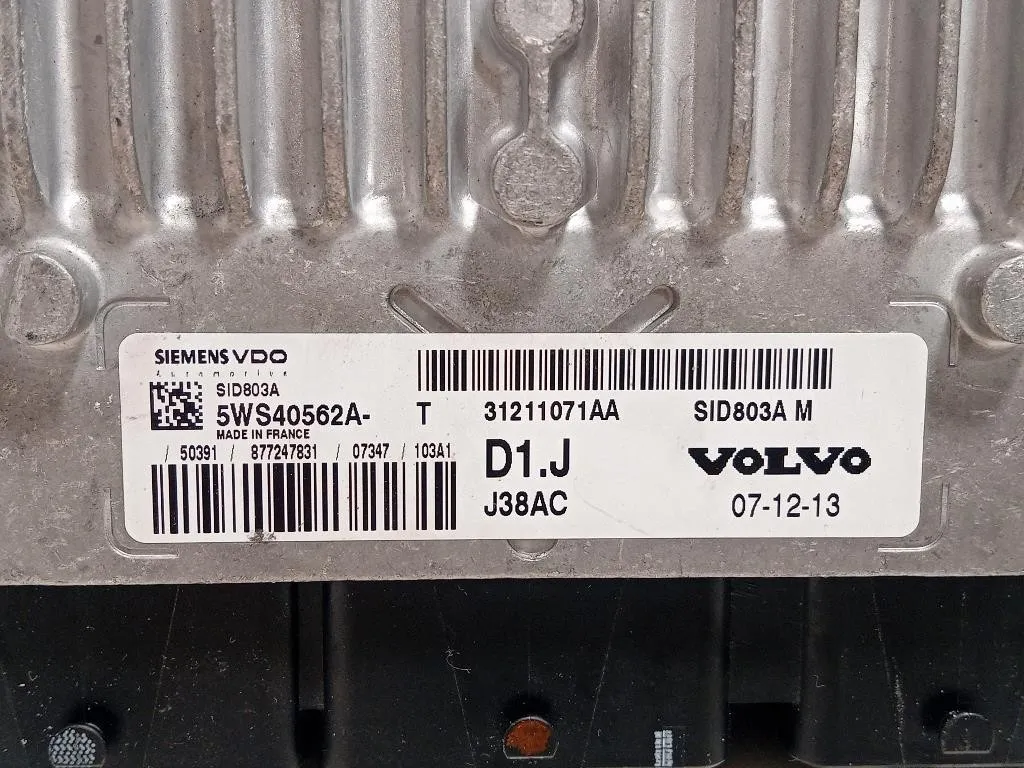 SIEMENS VDO
Automotive
SID803A
5WS40562A- T
MADE IN FRANCE
/ 50391 / 877247831 / 07347 / 103A1
31211071AA SID803A M
D1.J
VOLVO
J38AC
07-12-13